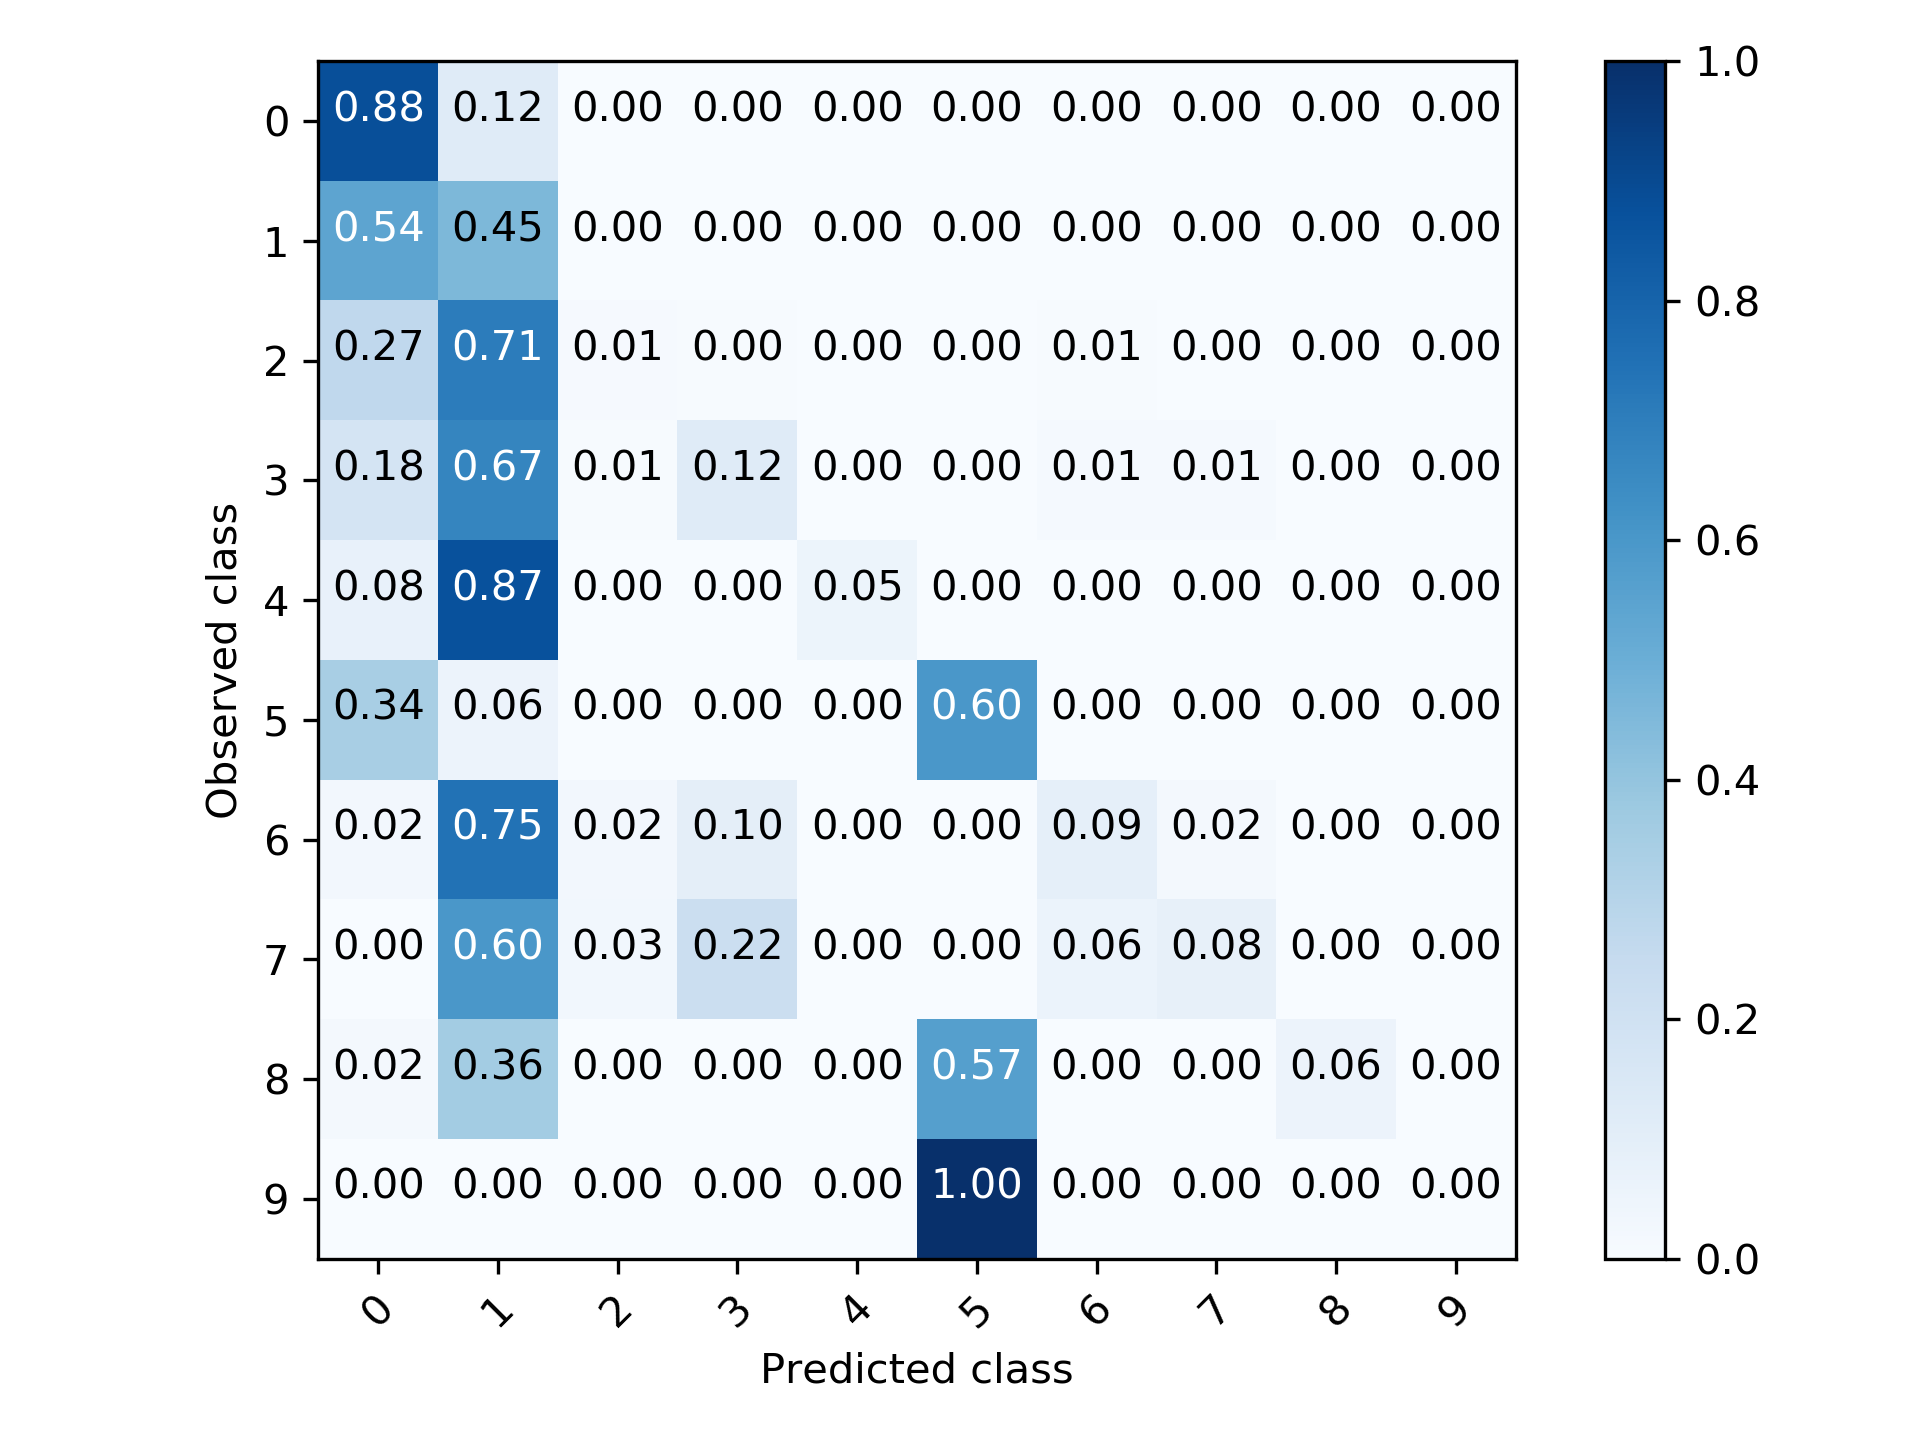 0 0.88 0.12 0.00 0.00 0.00 0.00 0.00 0.00 0.00 0.00
1 0.54 0.45 0.00 0.00 0.00 0.00 0.00 0.00 0.00 0.00
2 0.27 0.71 0.01 0.00 0.00 0.00 0.01 0.00 0.00 0.00
3 0.18 0.67 0.01 0.12 0.00 0.00 0.01 0.01 0.00 0.00
4 0.08 0.87 0.00 0.00 0.05 0.00 0.00 0.00 0.00 0.00
5 0.34 0.06 0.00 0.00 0.00 0.60 0.00 0.00 0.00 0.00
6 0.02 0.75 0.02 0.10 0.00 0.00 0.09 0.02 0.00 0.00
7 0.00 0.60 0.03 0.22 0.00 0.00 0.06 0.08 0.00 0.00
8 0.02 0.36 0.00 0.00 0.00 0.57 0.00 0.00 0.06 0.00
9 0.00 0.00 0.00 0.00 0.00 1.00 0.00 0.00 0.00 0.00
0 1 2 3 4 5 6 7 8 9
Predicted class
Observed class
1.0
0.8
0.6
0.4
0.2
0.0